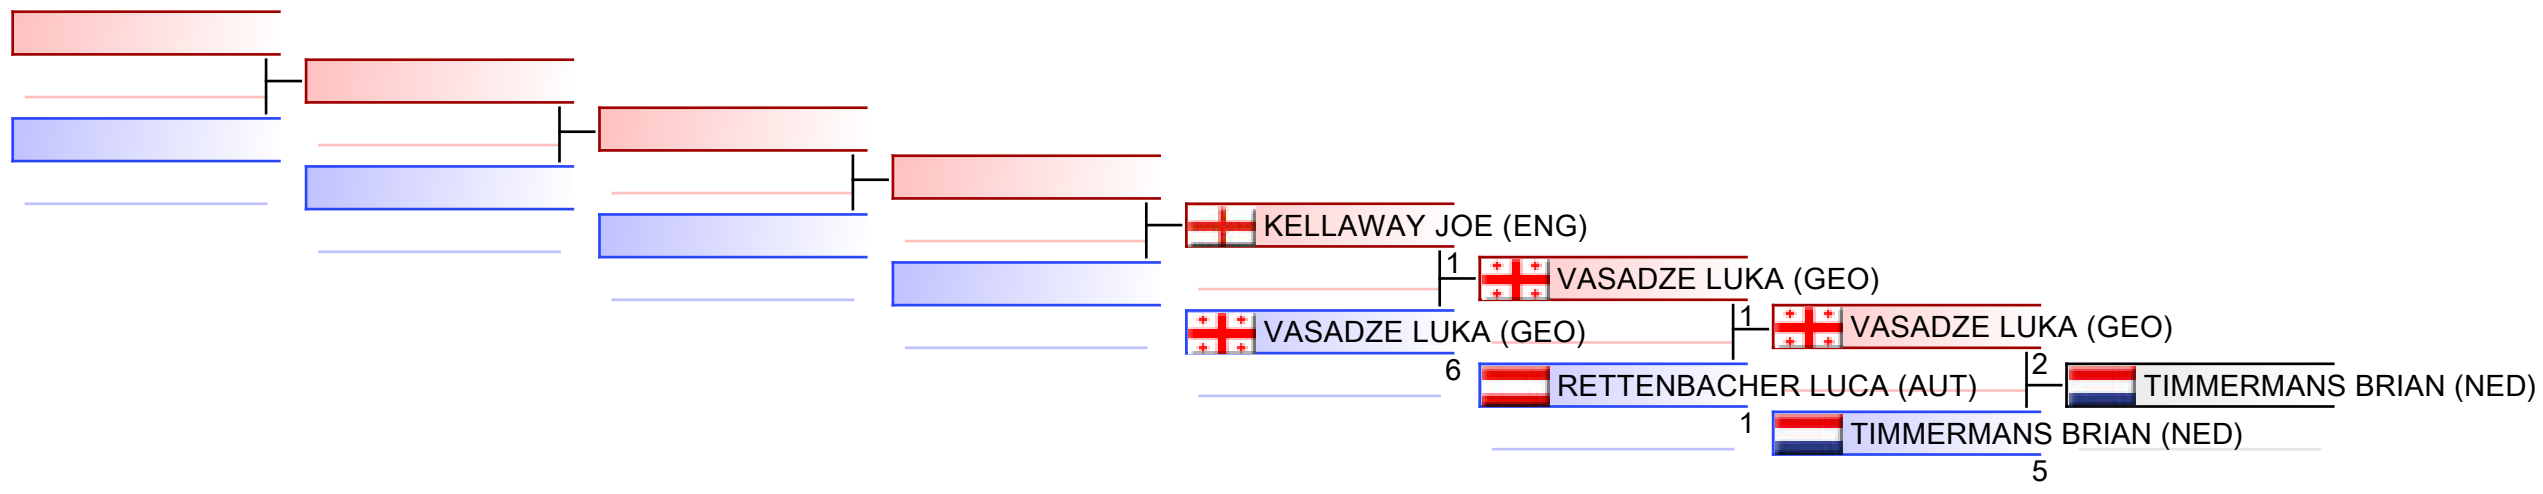 KELLAWAY JOE (ENG)
1
VASADZE LUKA (GEO)
VASADZE LUKA (GEO)
6
1
VASADZE LUKA (GEO)
RETTENBACHER LUCA (AUT)
1
2
TIMMERMANS BRIAN (NED)
TIMMERMANS BRIAN (NED)
5